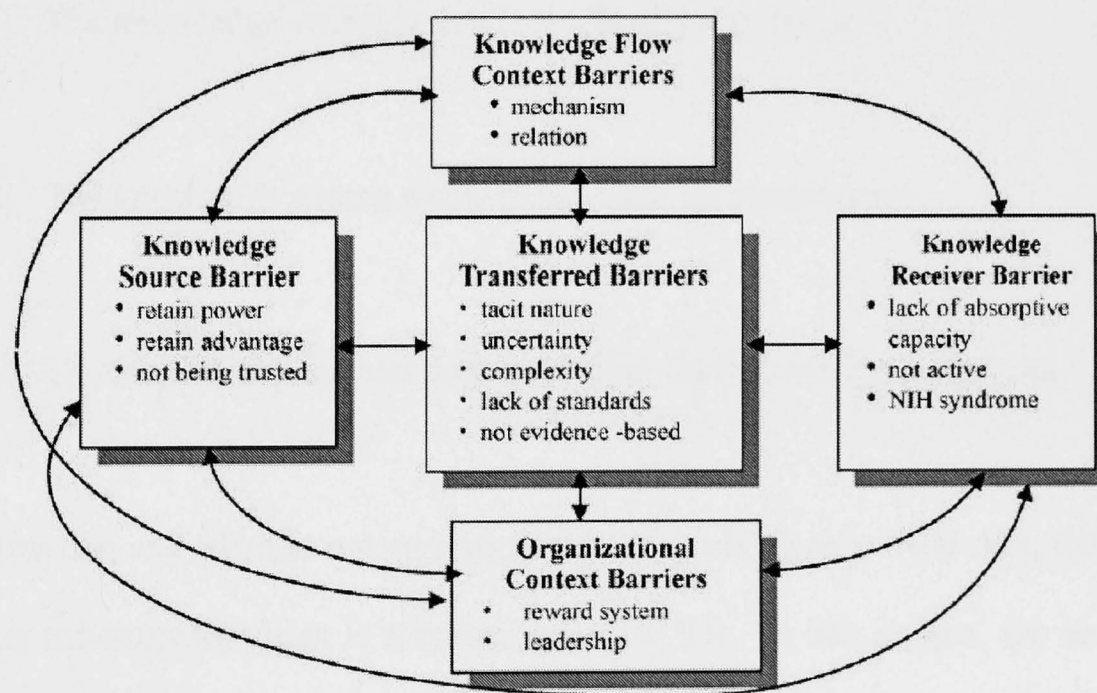 Knowledge Flow
Context Barriers
• mechanism
• relation
Knowledge
Source Barrier
• retain power
• retain advantage
• not being trusted
Knowledge
Transferred Barriers
• tacit nature
• uncertainty
• complexity
• lack of standards
• not evidence -based
Knowledge
Receiver Barrier
• lack of absorptive
capacity
• not active
• NIH syndrome
Organizational
Context Barriers
• reward system
• leadership